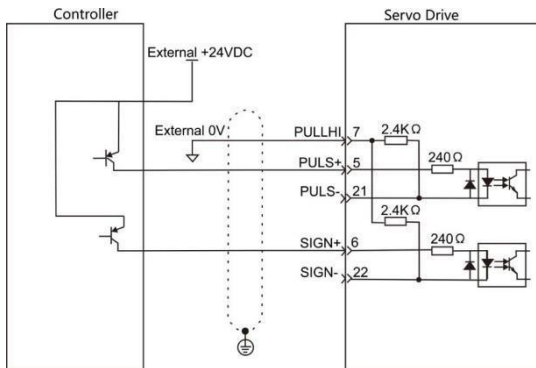 Controller
Servo Drive
External +24VDC
External 0V
PULLHI 7
2.4KΩ
PULS+ 5
240Ω
PULS- 21
2.4KΩ
SIGN+ 6
240Ω
SIGN- 22